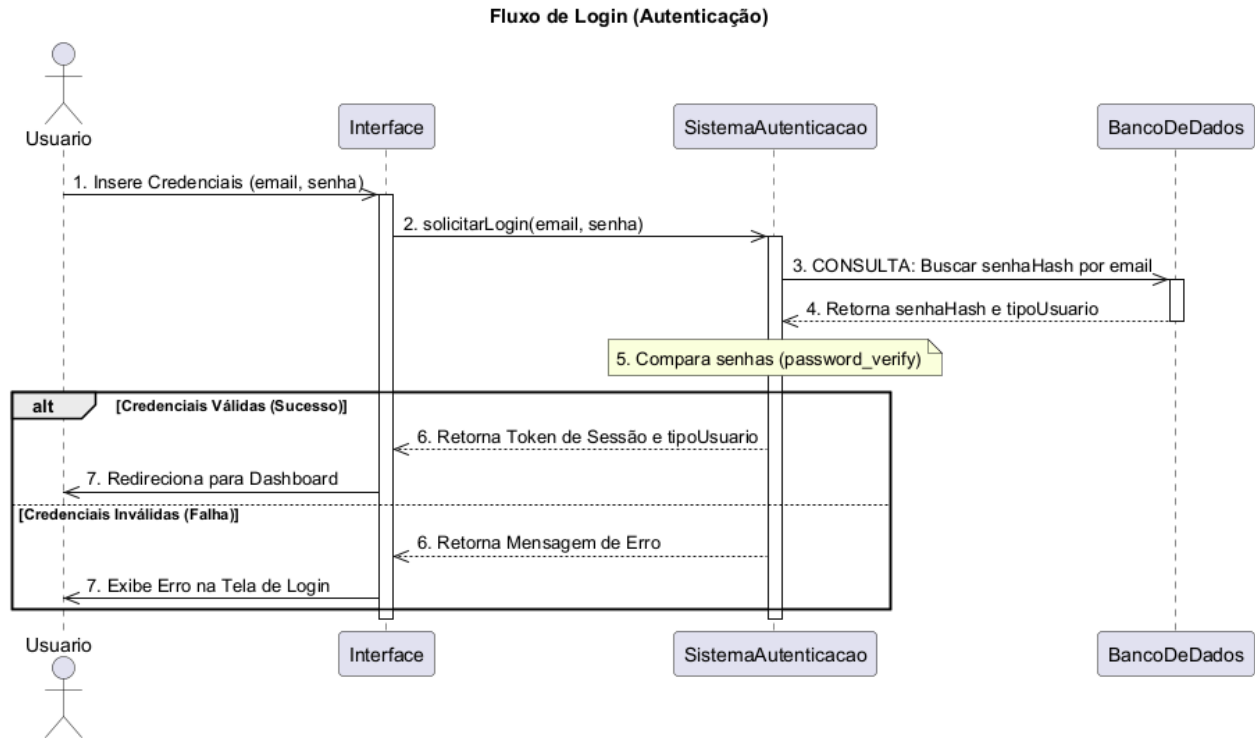 Fluxo de Login (Autenticação)
Usuario
Interface
SistemaAutenticacao
BancoDeDados
1. Insere Credenciais (email, senha)
2. solicitarLogin(email, senha)
3. CONSULTA: Buscar senhaHash por email
4. Retorna senhaHash e tipoUsuario
5. Compara senhas (password_verify)
alt
[Credenciais Válidas (Sucesso)]
6. Retorna Token de Sessão e tipoUsuario
7. Redireciona para Dashboard
[Credenciais Inválidas (Falha)]
6. Retorna Mensagem de Erro
7. Exibe Erro na Tela de Login
Usuario
Interface
SistemaAutenticacao
BancoDeDados